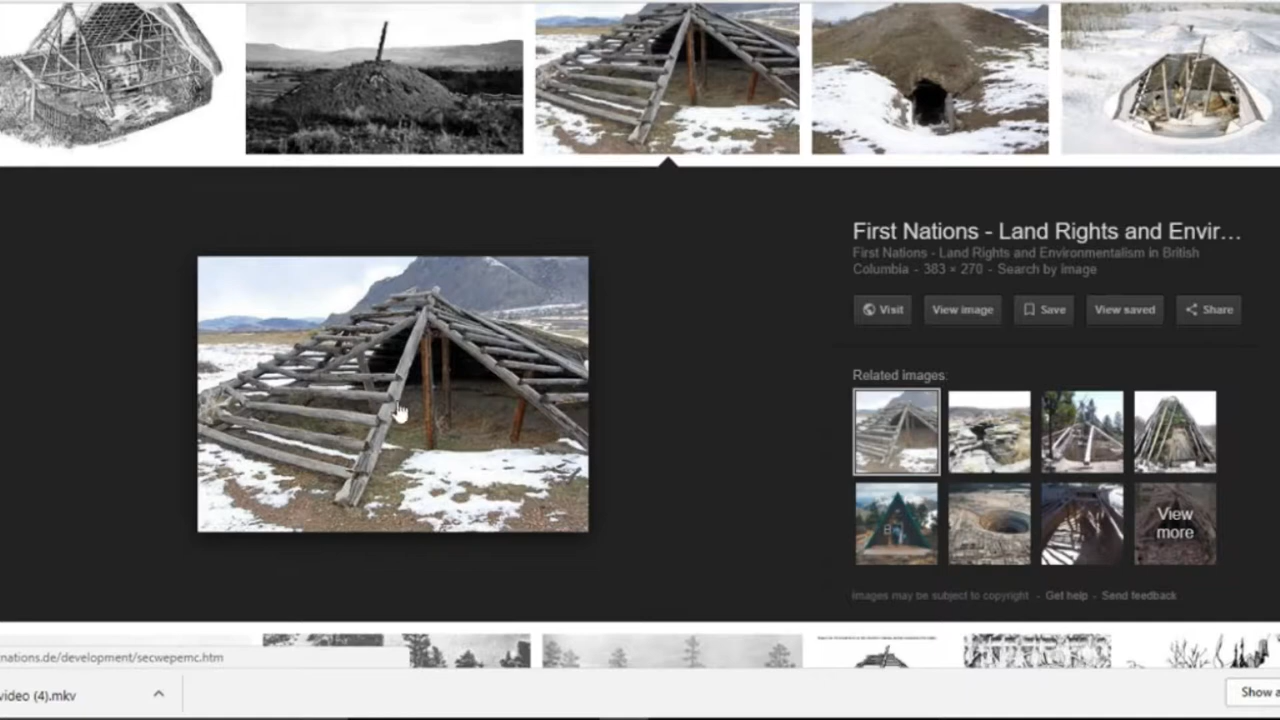 First Nations - Land Rights and Envir...
First Nations - Land Rights and Environmentalism in British
Columbia - 383 × 270 - Search by image
Visit
View image
Save
View saved
Share
Related images:
View
more
Images may be subject to copyright - Get help - Send feedback
nations.de/development/secwepemc.htm
video (4).mkv
Show a